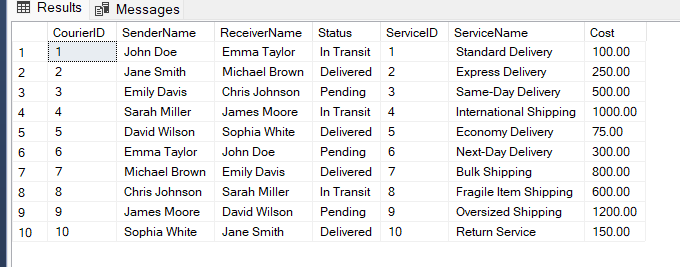 Results Messages
CourierID SenderName ReceiverName Status ServiceID ServiceName Cost
1 1 John Doe Emma Taylor In Transit 1 Standard Delivery 100.00
2 2 Jane Smith Michael Brown Delivered 2 Express Delivery 250.00
3 3 Emily Davis Chris Johnson Pending 3 Same-Day Delivery 500.00
4 4 Sarah Miller James Moore In Transit 4 International Shipping 1000.00
5 5 David Wilson Sophia White Delivered 5 Economy Delivery 75.00
6 6 Emma Taylor John Doe Pending 6 Next-Day Delivery 300.00
7 7 Michael Brown Emily Davis Delivered 7 Bulk Shipping 800.00
8 8 Chris Johnson Sarah Miller In Transit 8 Fragile Item Shipping 600.00
9 9 James Moore David Wilson Pending 9 Oversized Shipping 1200.00
10 10 Sophia White Jane Smith Delivered 10 Return Service 150.00